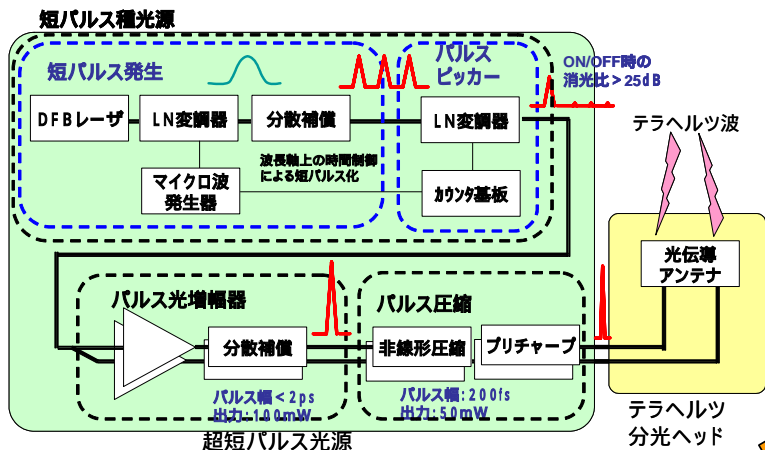 短パルス種光源
短パルス発生
パルス
ピッカー
ON/OFF時の
消光比＞25dB
DFBレーザ
LN変調器
分散補償
LN変調器
波長軸上の時間制御
による短パルス化
マイクロ波
発生器
カウンタ基板
テラヘルツ波
光伝導
アンテナ
パルス光増幅器
分散補償
パルス幅＜2ps
出力:100mW
パルス圧縮
非線形圧縮
プリチャープ
パルス幅:200fs
出力:50mW
超短パルス光源
テラヘルツ
分光ヘッド